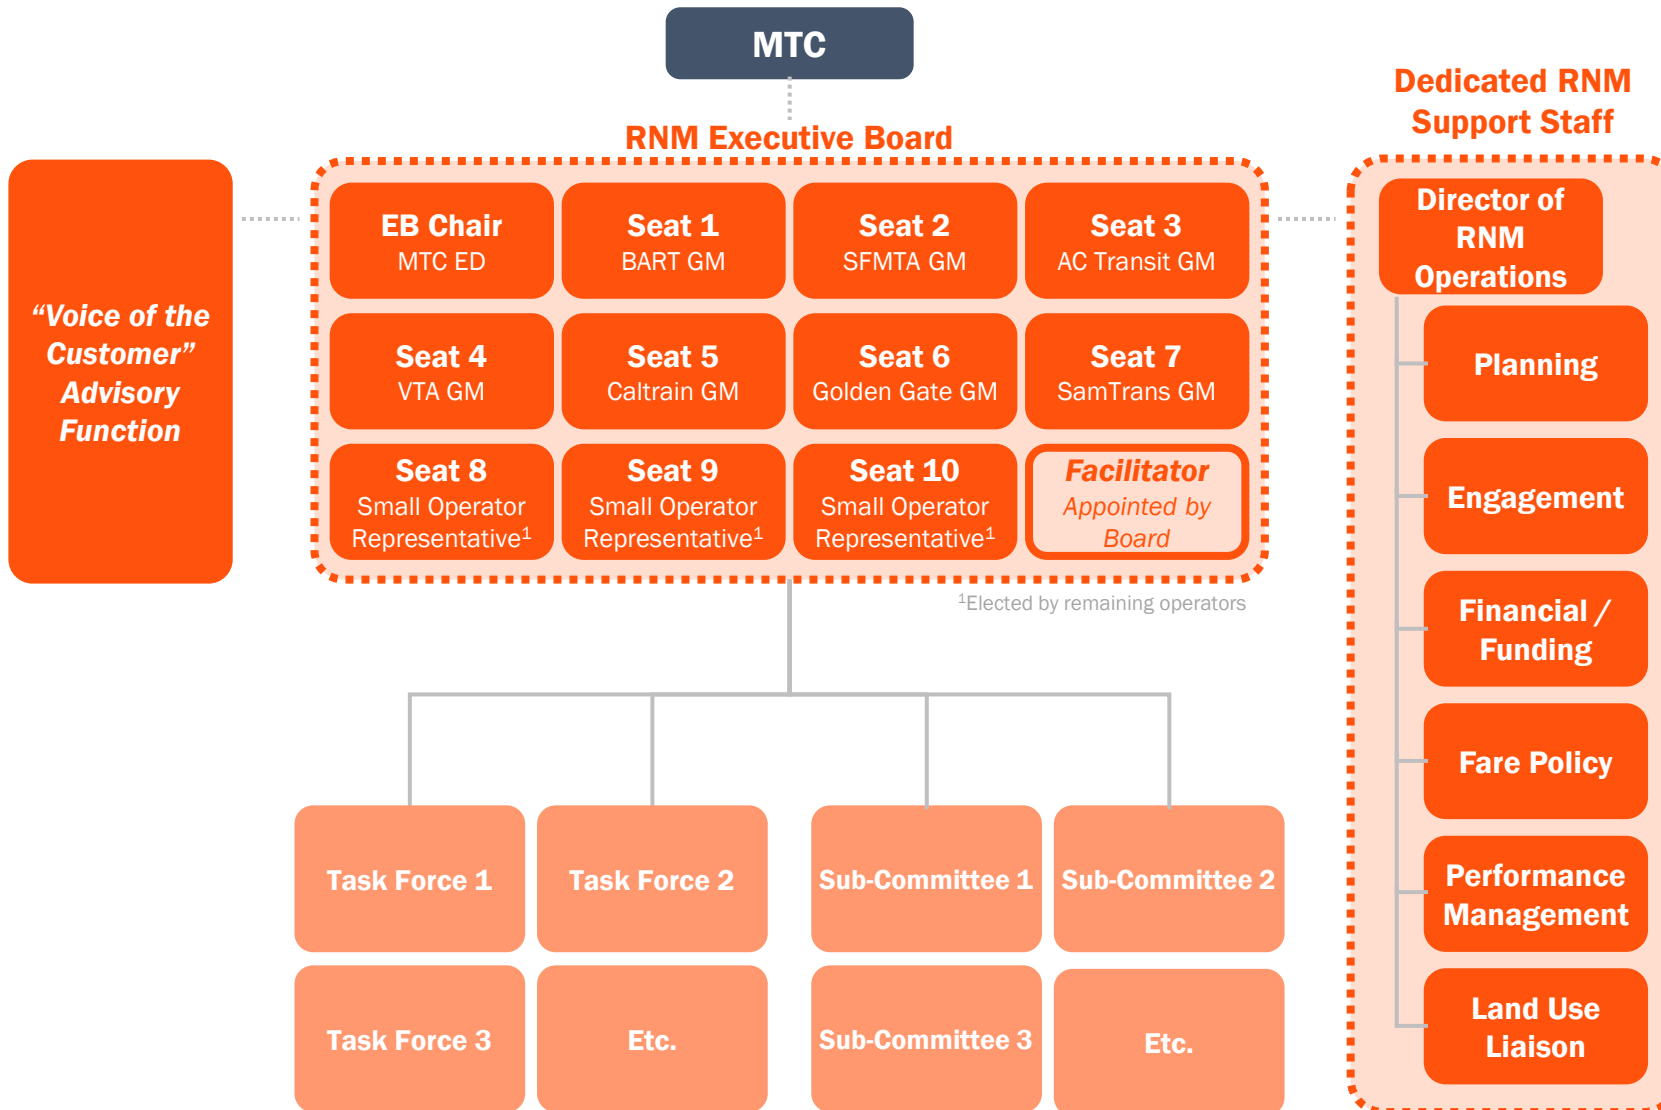 MTC
Dedicated RNM
Support Staff
RNM Executive Board
“Voice of the
Customer”
Advisory
Function
EB Chair
MTC ED
Seat 1
BART GM
Seat 2
SFMTA GM
Seat 3
AC Transit GM
Seat 4
VTA GM
Seat 5
Caltrain GM
Seat 6
Golden Gate GM
Seat 7
SamTrans GM
Seat 8
Small Operator
Representative¹
Seat 9
Small Operator
Representative¹
Seat 10
Small Operator
Representative¹
Facilitator
Appointed by
Board
¹Elected by remaining operators
Task Force 1
Task Force 2
Sub-Committee 1
Sub-Committee 2
Task Force 3
Etc.
Sub-Committee 3
Etc.
Director of
RNM
Operations
Planning
Engagement
Financial /
Funding
Fare Policy
Performance
Management
Land Use
Liaison